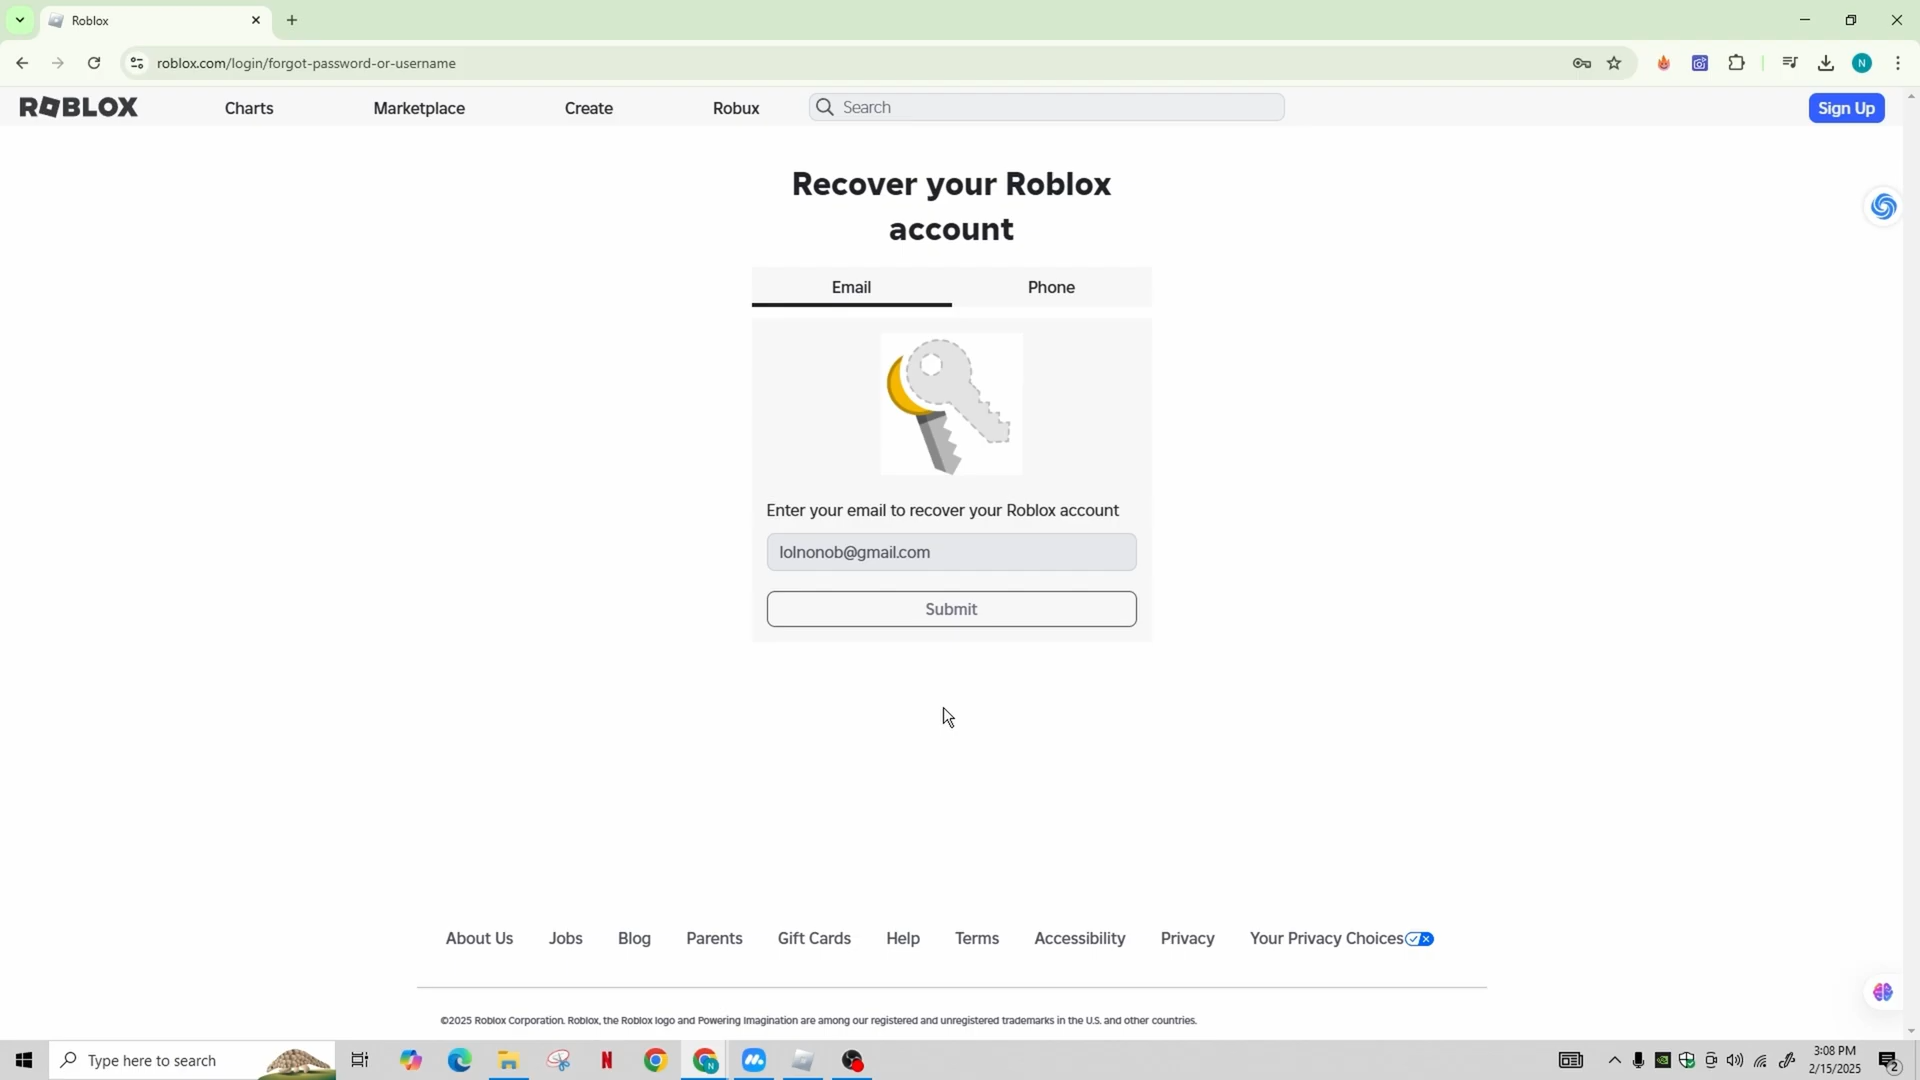 Roblox
roblox.com/login/forgot-password-or-username
N
ROBLOX
Charts
Marketplace
Create
Robux
Search
Sign Up
Recover your Roblox
account
Email
Phone
Enter your email to recover your Roblox account
lolnonob@gmail.com
Submit
About Us
Jobs
Blog
Parents
Gift Cards
Help
Terms
Accessibility
Privacy
Your Privacy Choices
©2025 Roblox Corporation. Roblox, the Roblox logo and Powering Imagination are among our registered and unregistered trademarks in the U.S. and other countries.
Type here to search
N
N
3:08 PM
2/15/2025
2